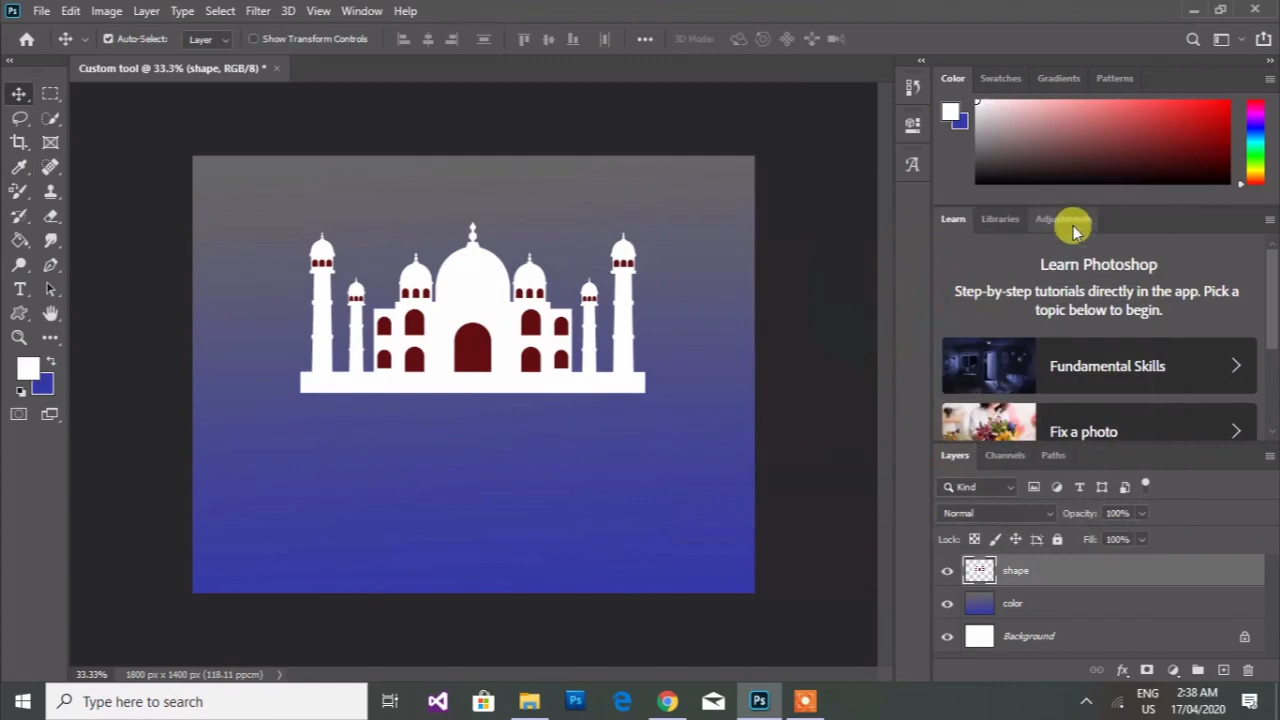 Ps File Edit Image Layer Type Select Filter 3D View Window Help
Auto-Select: Layer Show Transform Controls 3D Mode:
Custom tool @ 33.3% (shape, RGB/8) *
Color Swatches Gradients Patterns
Learn Libraries Adjustments
Learn Photoshop
Step-by-step tutorials directly in the app. Pick a
topic below to begin.
Fundamental Skills
Fix a photo
Layers Channels Paths
Kind
Normal Opacity: 100%
Lock: Fill: 100%
shape
color
Background
33.33% 1800 px x 1400 px (118.11 ppcm)
Type here to search
Ps
Ps
ENG
US
2:38 AM
17/04/2020